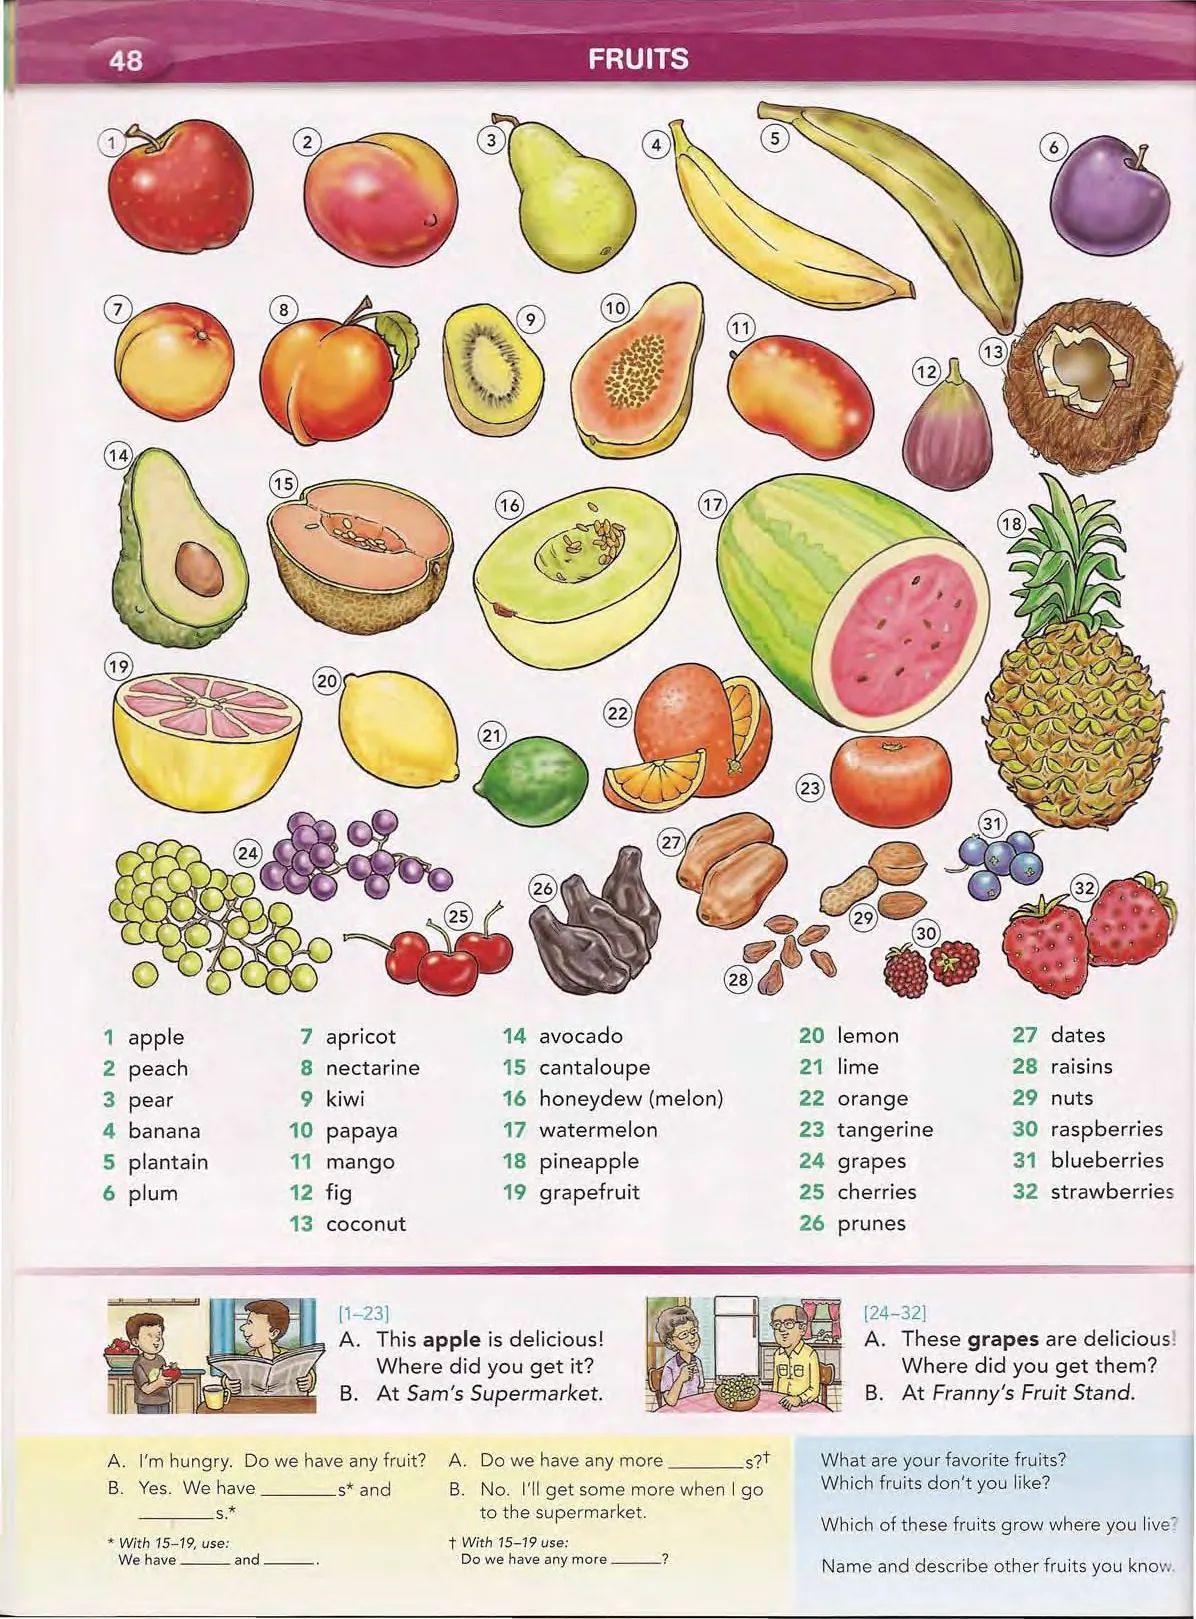 48
FRUITS
1
2
3
4
5
6
7
8
9
10
11
12
13
14
15
16
17
18
19
20
21
22
23
24
25
26
27
28
29
30
31
32
1 apple
2 peach
3 pear
4 banana
5 plantain
6 plum
7 apricot
8 nectarine
9 kiwi
10 papaya
11 mango
12 fig
13 coconut
14 avocado
15 cantaloupe
16 honeydew (melon)
17 watermelon
18 pineapple
19 grapefruit
20 lemon
21 lime
22 orange
23 tangerine
24 grapes
25 cherries
26 prunes
27 dates
28 raisins
29 nuts
30 raspberries
31 blueberries
32 strawberries
[1–23]
A. This apple is delicious!
Where did you get it?
B. At Sam's Supermarket.
[24–32]
A. These grapes are delicious!
Where did you get them?
B. At Franny's Fruit Stand.
A. I'm hungry. Do we have any fruit?
B. Yes. We have ________s* and
________s.*
* With 15–19, use:
We have _____ and _____.
A. Do we have any more ________s?†
B. No. I'll get some more when I go
to the supermarket.
† With 15–19 use:
Do we have any more _____?
What are your favorite fruits?
Which fruits don't you like?
Which of these fruits grow where you live?
Name and describe other fruits you know.